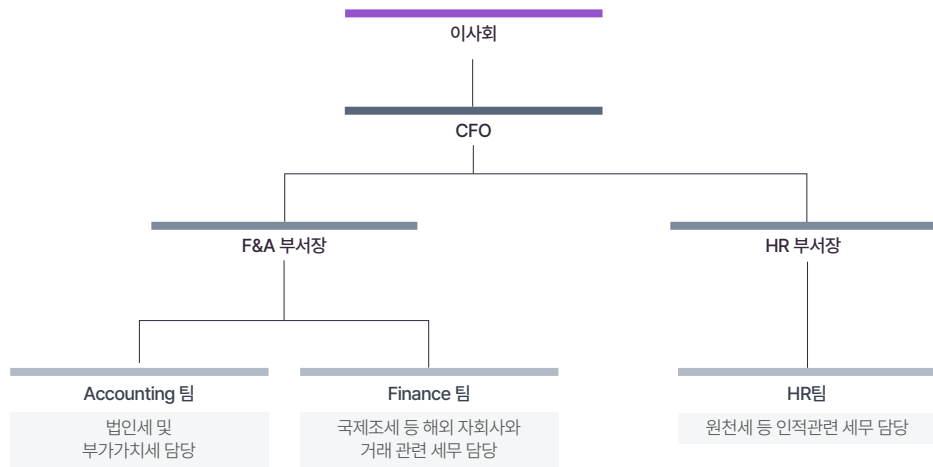 이사회
CFO
F&A 부서장
HR 부서장
Accounting 팀
Finance 팀
HR팀
법인세 및
부가가치세 담당
국제조세 등 해외 자회사와
거래 관련 세무 담당
원천세 등 인적관련 세무 담당